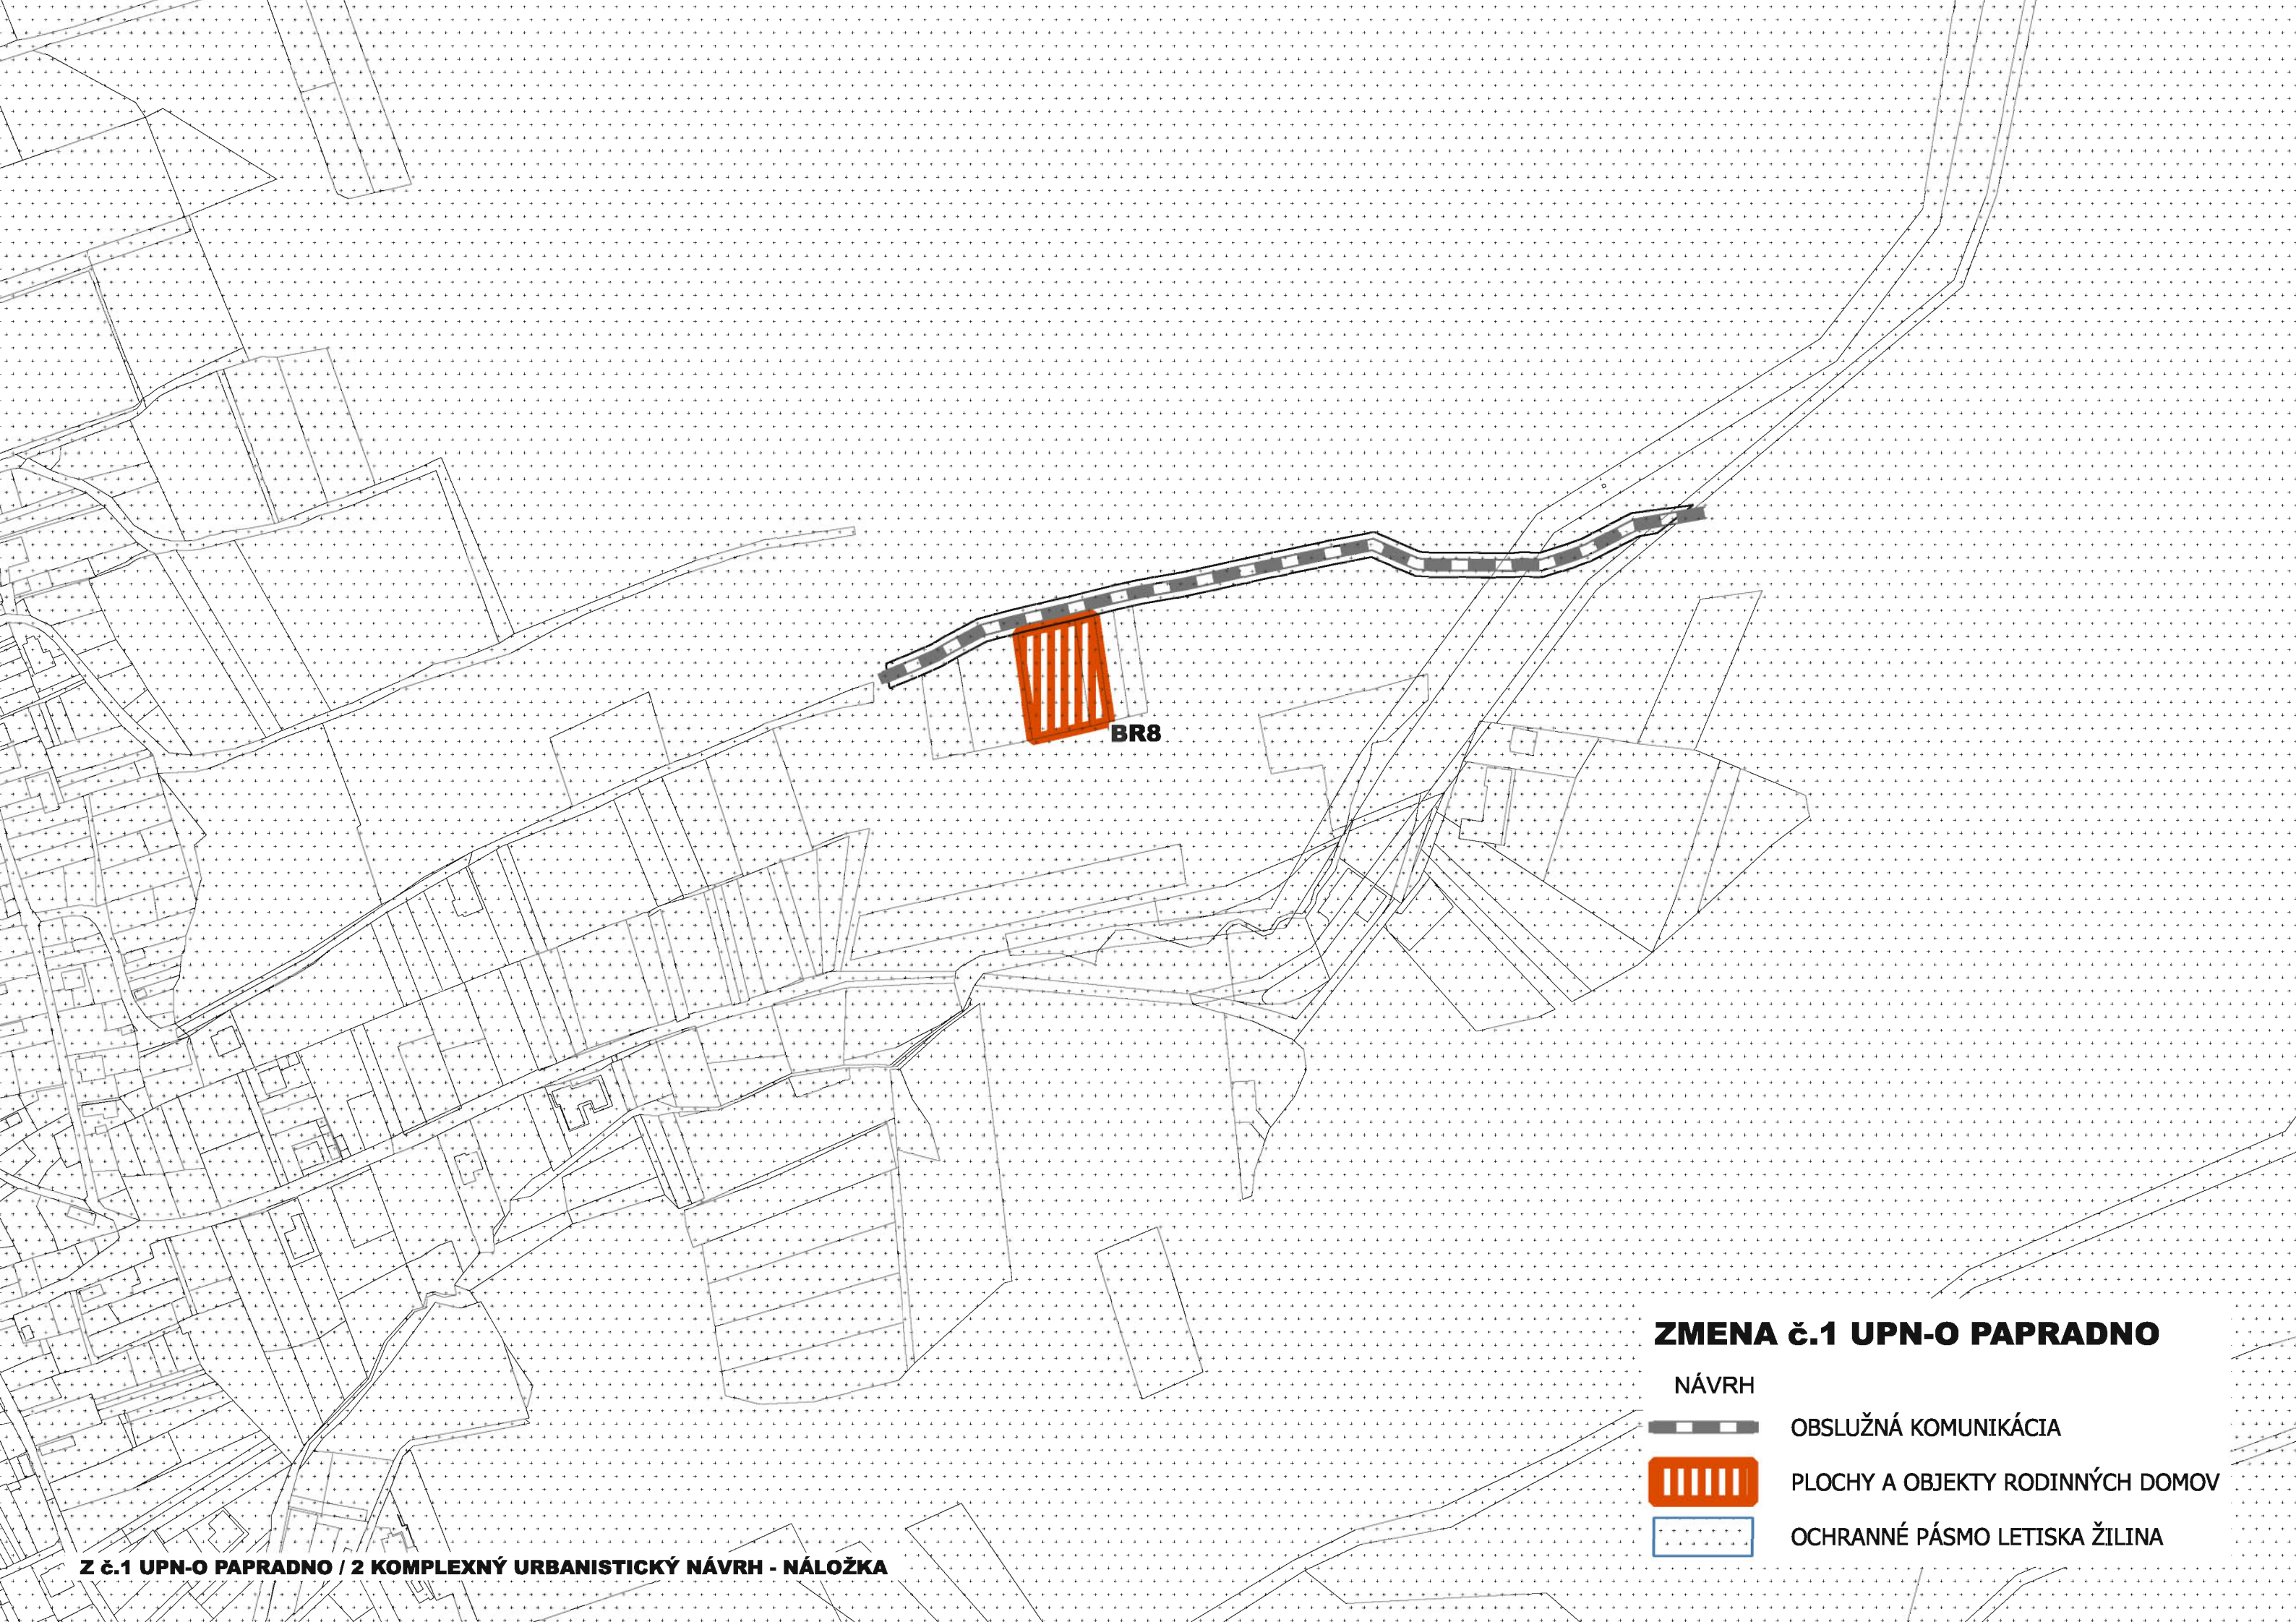 BR8
ZMENA č.1 UPN-O PAPRADNO
NÁVRH
OBSLUŽNÁ KOMUNIKÁCIA
PLOCHY A OBJEKTY RODINNÝCH DOMOV
OCHRANNÉ PÁSMO LETISKA ŽILINA
Z č.1 UPN-O PAPRADNO / 2 KOMPLEXNÝ URBANISTICKÝ NÁVRH - NÁLOŽKA